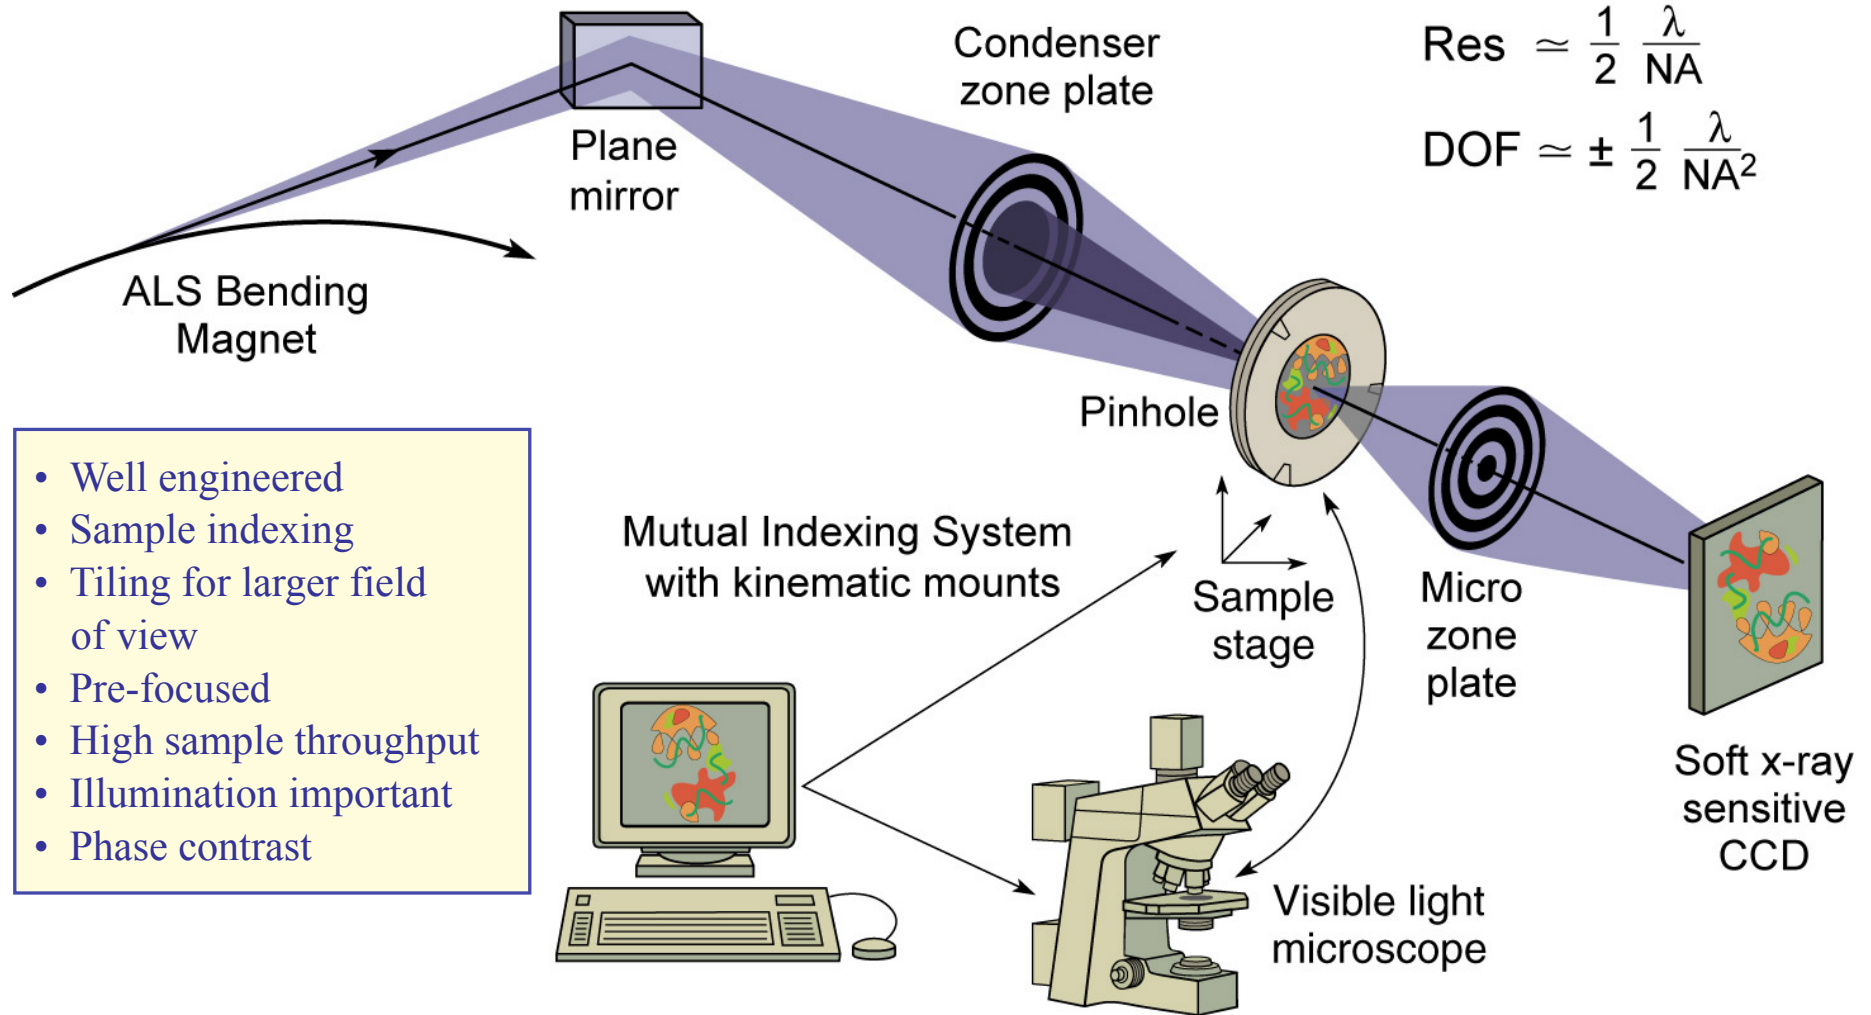 Condenser
zone plate
Res ≃ 1/2 λ/NA
DOF ≃ ± 1/2 λ/NA²
Plane
mirror
ALS Bending
Magnet
Pinhole
• Well engineered
• Sample indexing
• Tiling for larger field
of view
• Pre-focused
• High sample throughput
• Illumination important
• Phase contrast
Mutual Indexing System
with kinematic mounts
Sample
stage
Micro
zone
plate
Soft x-ray
sensitive
CCD
Visible light
microscope